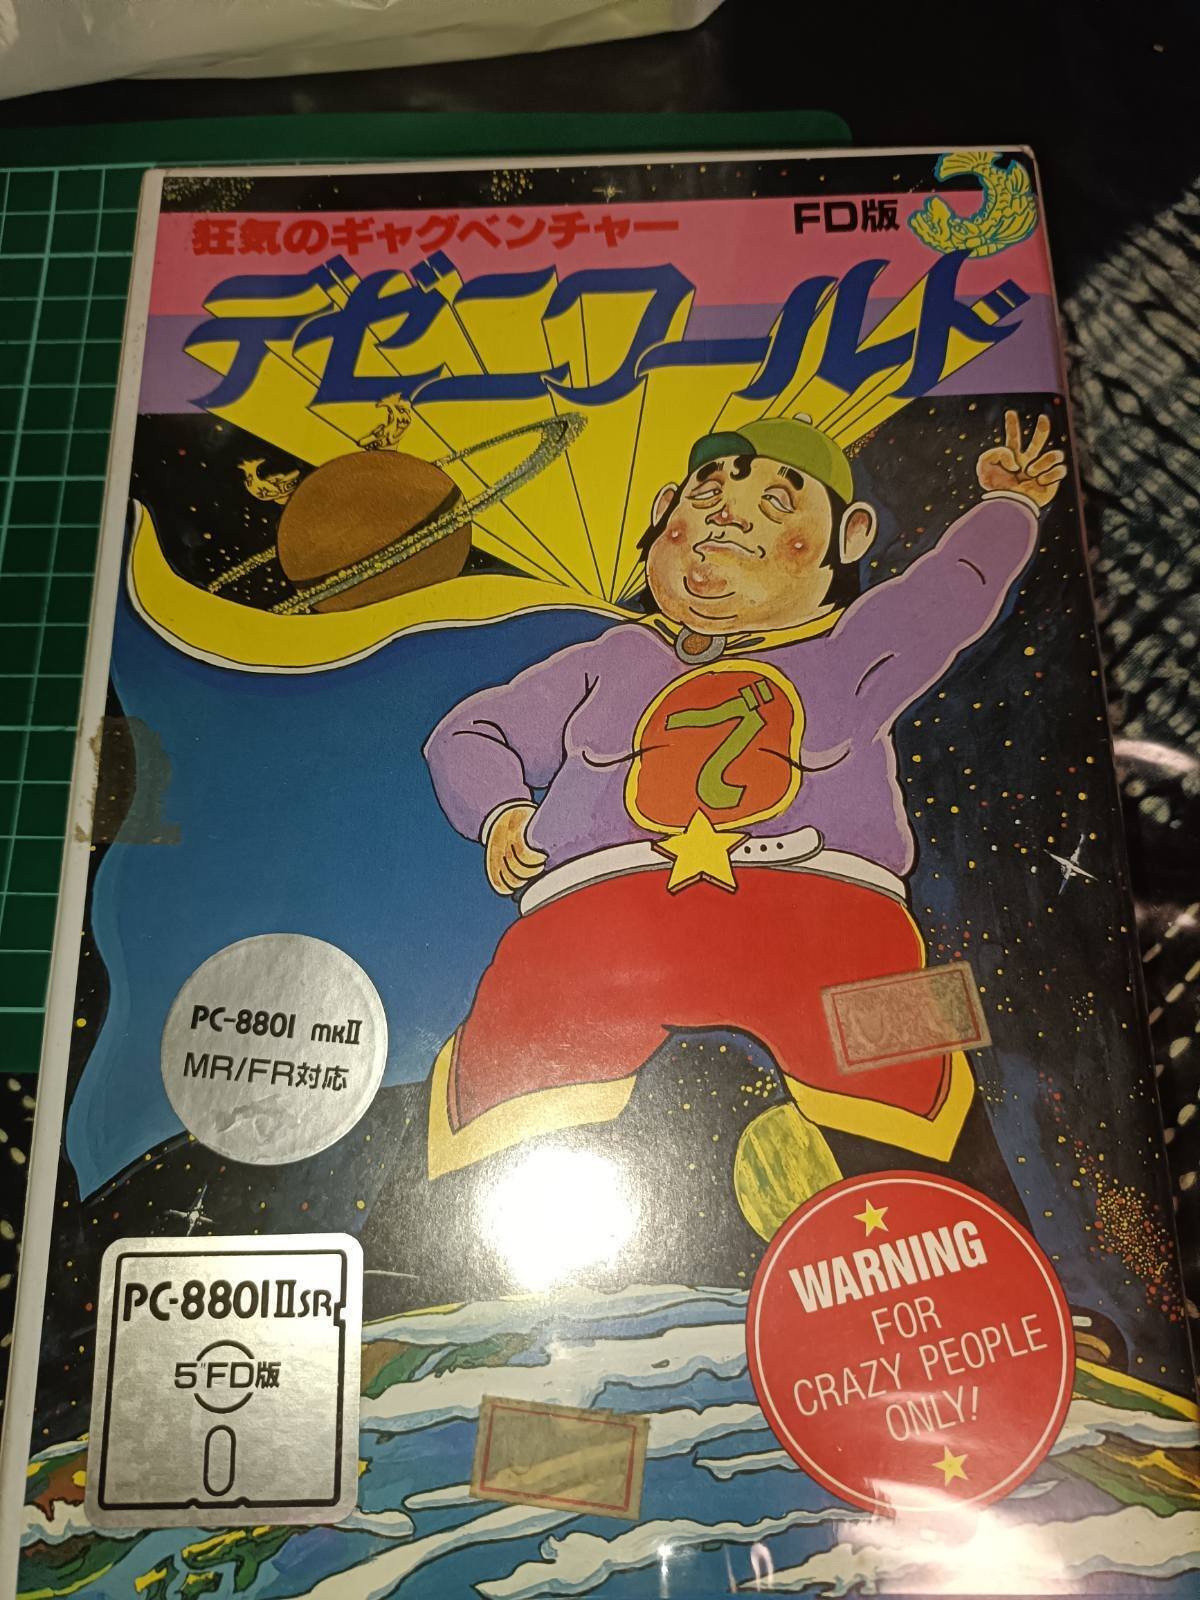 狂気のギャグベンチャー
FD版
デゼニワールド
で
PC-8801 mkII
MR/FR対応
PC-8801IISR
5"FD版
WARNING
FOR
CRAZY PEOPLE
ONLY!